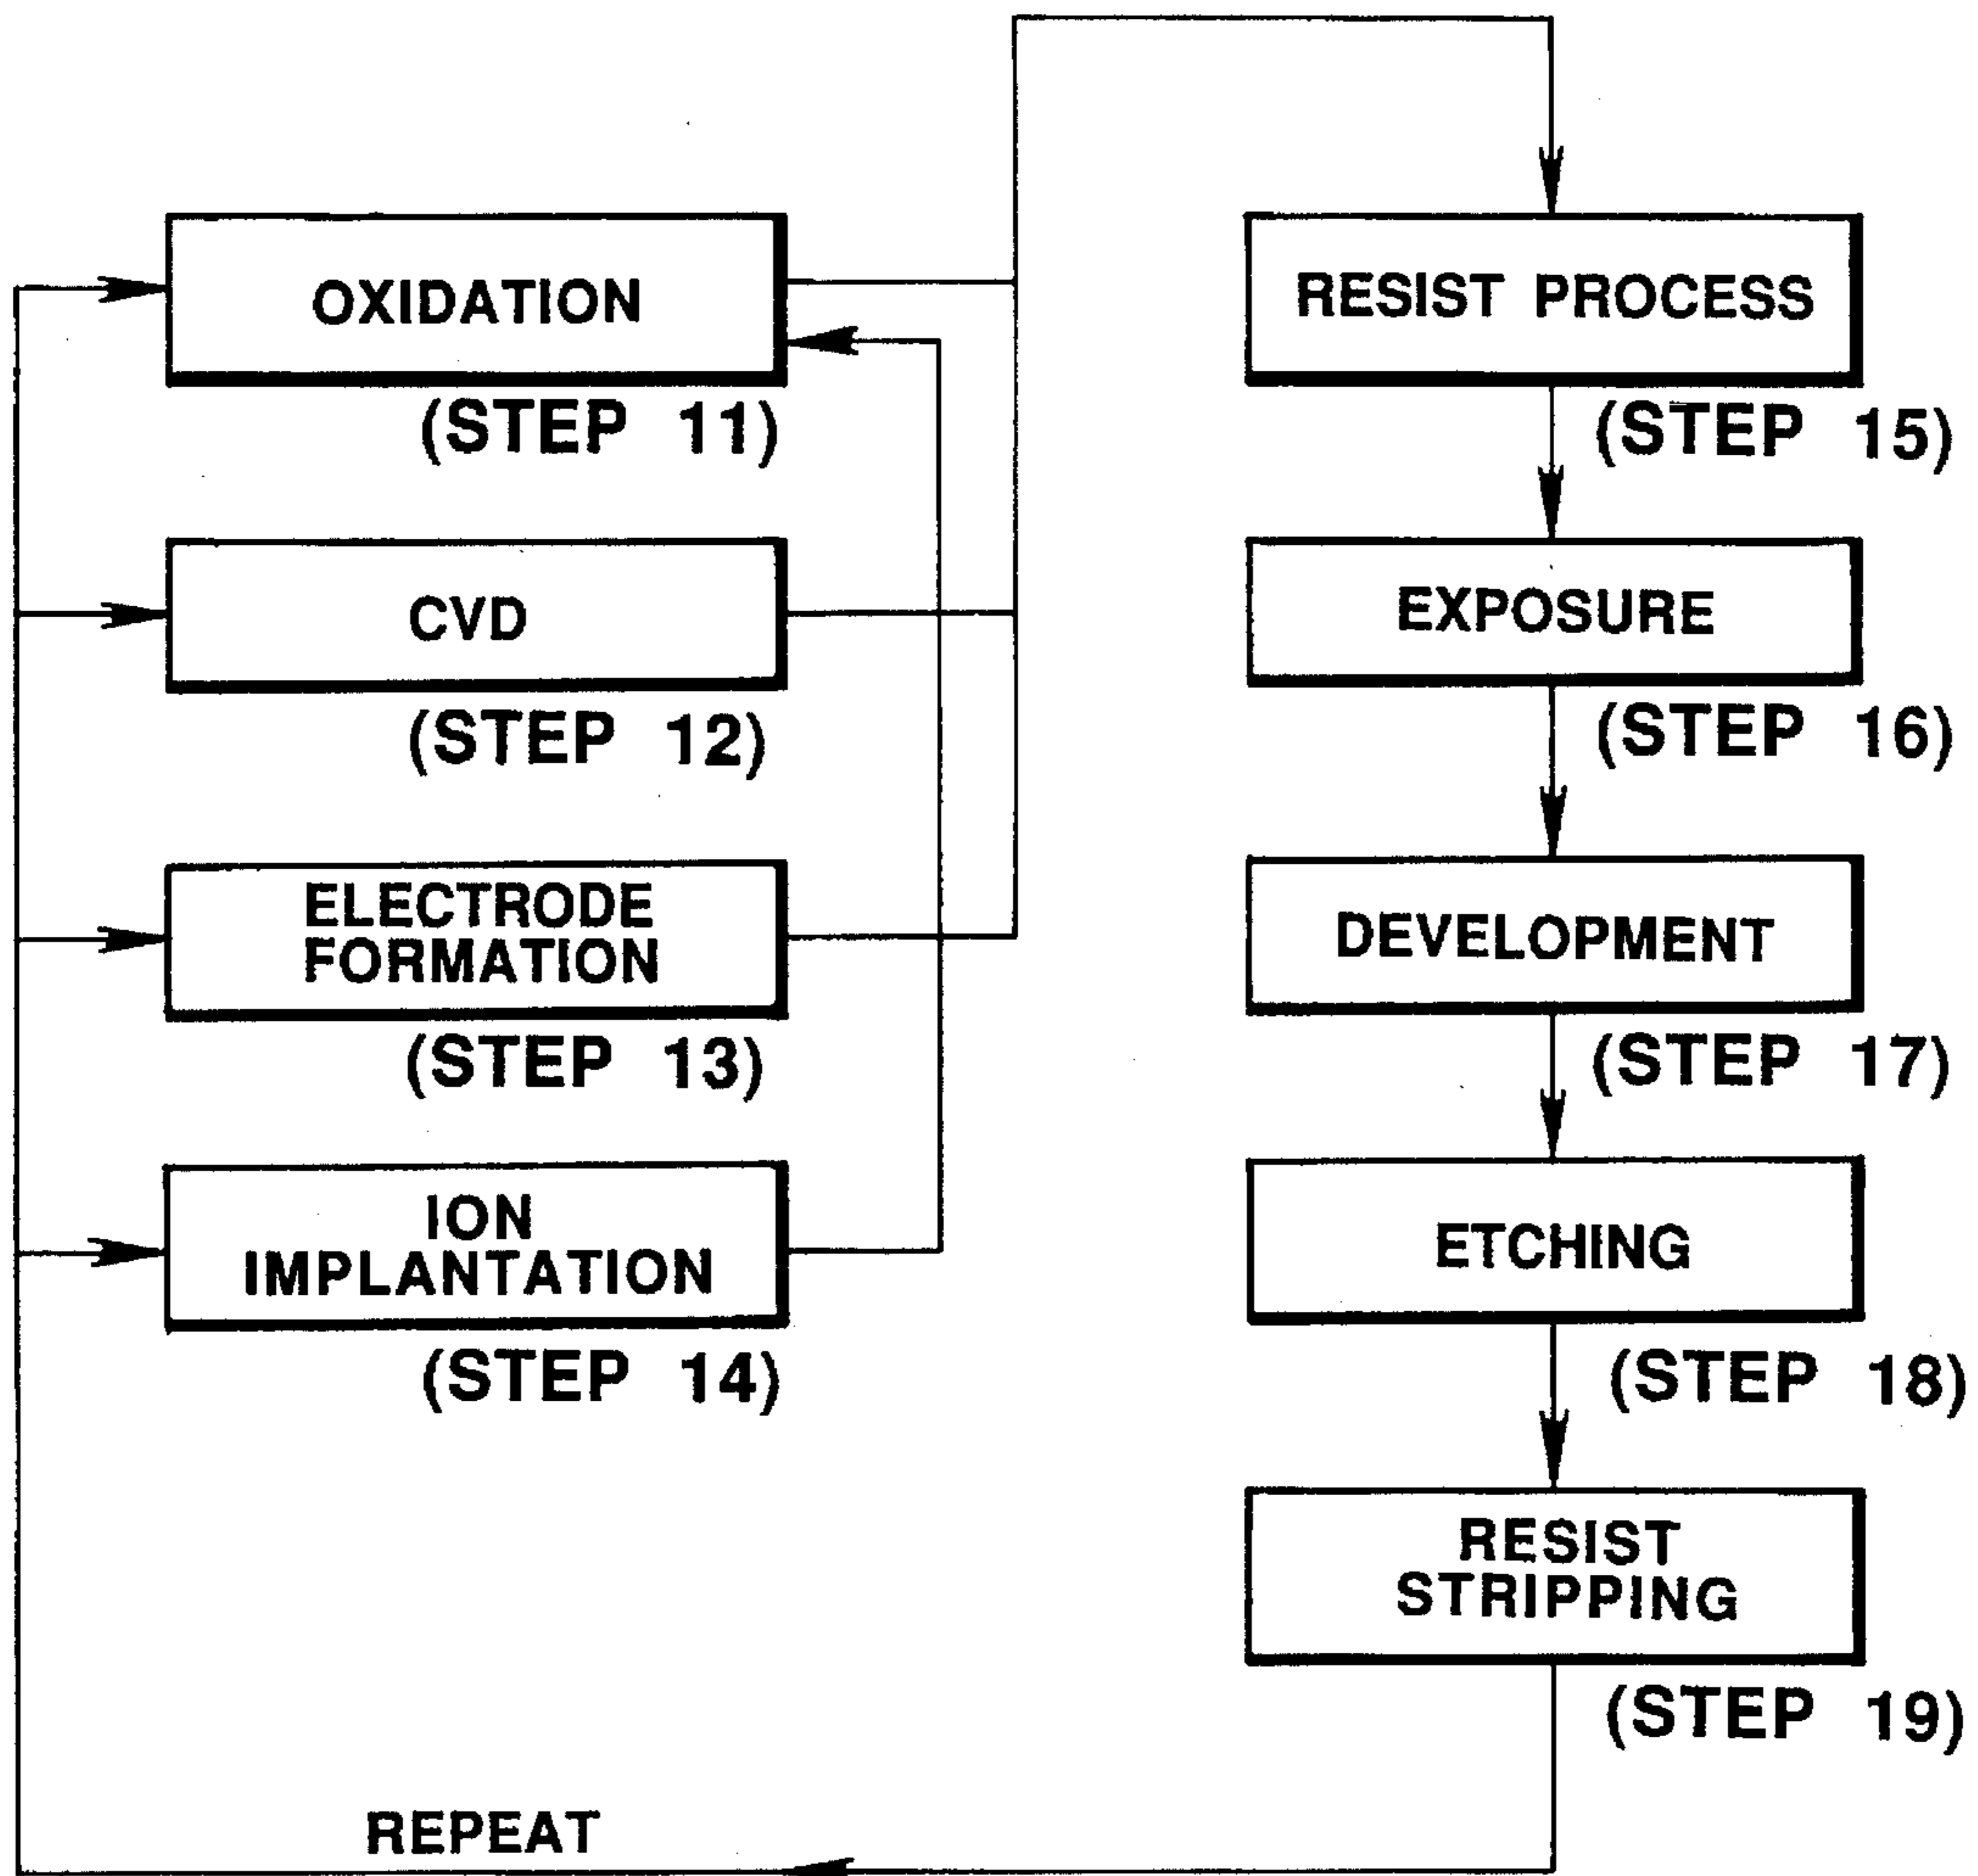 OXIDATION
(STEP 11)
CVD
(STEP 12)
ELECTRODE
FORMATION
(STEP 13)
ION
IMPLANTATION
(STEP 14)
RESIST PROCESS
(STEP 15)
EXPOSURE
(STEP 16)
DEVELOPMENT
(STEP 17)
ETCHING
(STEP 18)
RESIST
STRIPPING
(STEP 19)
REPEAT